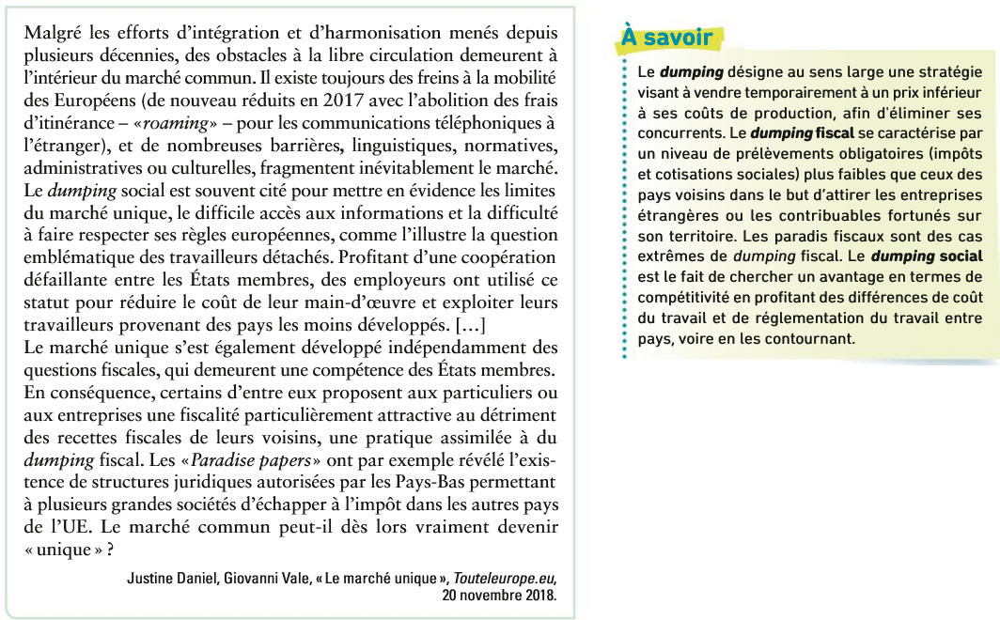 Malgré les efforts d'intégration et d'harmonisation menés depuis
plusieurs décennies, des obstacles à la libre circulation demeurent à
l'intérieur du marché commun. Il existe toujours des freins à la mobilité
des Européens (de nouveau réduits en 2017 avec l'abolition des frais
d'itinérance – «roaming» – pour les communications téléphoniques à
l'étranger), et de nombreuses barrières, linguistiques, normatives,
administratives ou culturelles, fragmentent inévitablement le marché.
Le dumping social est souvent cité pour mettre en évidence les limites
du marché unique, le difficile accès aux informations et la difficulté
à faire respecter ses règles européennes, comme l'illustre la question
emblématique des travailleurs détachés. Profitant d'une coopération
défaillante entre les États membres, des employeurs ont utilisé ce
statut pour réduire le coût de leur main-d'œuvre et exploiter leurs
travailleurs provenant des pays les moins développés. […]
Le marché unique s'est également développé indépendamment des
questions fiscales, qui demeurent une compétence des États membres.
En conséquence, certains d'entre eux proposent aux particuliers ou
aux entreprises une fiscalité particulièrement attractive au détriment
des recettes fiscales de leurs voisins, une pratique assimilée à du
dumping fiscal. Les «Paradise papers» ont par exemple révélé l'exis-
tence de structures juridiques autorisées par les Pays-Bas permettant
à plusieurs grandes sociétés d'échapper à l'impôt dans les autres pays
de l'UE. Le marché commun peut-il dès lors vraiment devenir
« unique » ?
Justine Daniel, Giovanni Vale, « Le marché unique », Touteleurope.eu,
20 novembre 2018.
À savoir
Le dumping désigne au sens large une stratégie
visant à vendre temporairement à un prix inférieur
à ses coûts de production, afin d'éliminer ses
concurrents. Le dumping fiscal se caractérise par
un niveau de prélèvements obligatoires (impôts
et cotisations sociales) plus faibles que ceux des
pays voisins dans le but d'attirer les entreprises
étrangères ou les contribuables fortunés sur
son territoire. Les paradis fiscaux sont des cas
extrêmes de dumping fiscal. Le dumping social
est le fait de chercher un avantage en termes de
compétitivité en profitant des différences de coût
du travail et de réglementation du travail entre
pays, voire en les contournant.